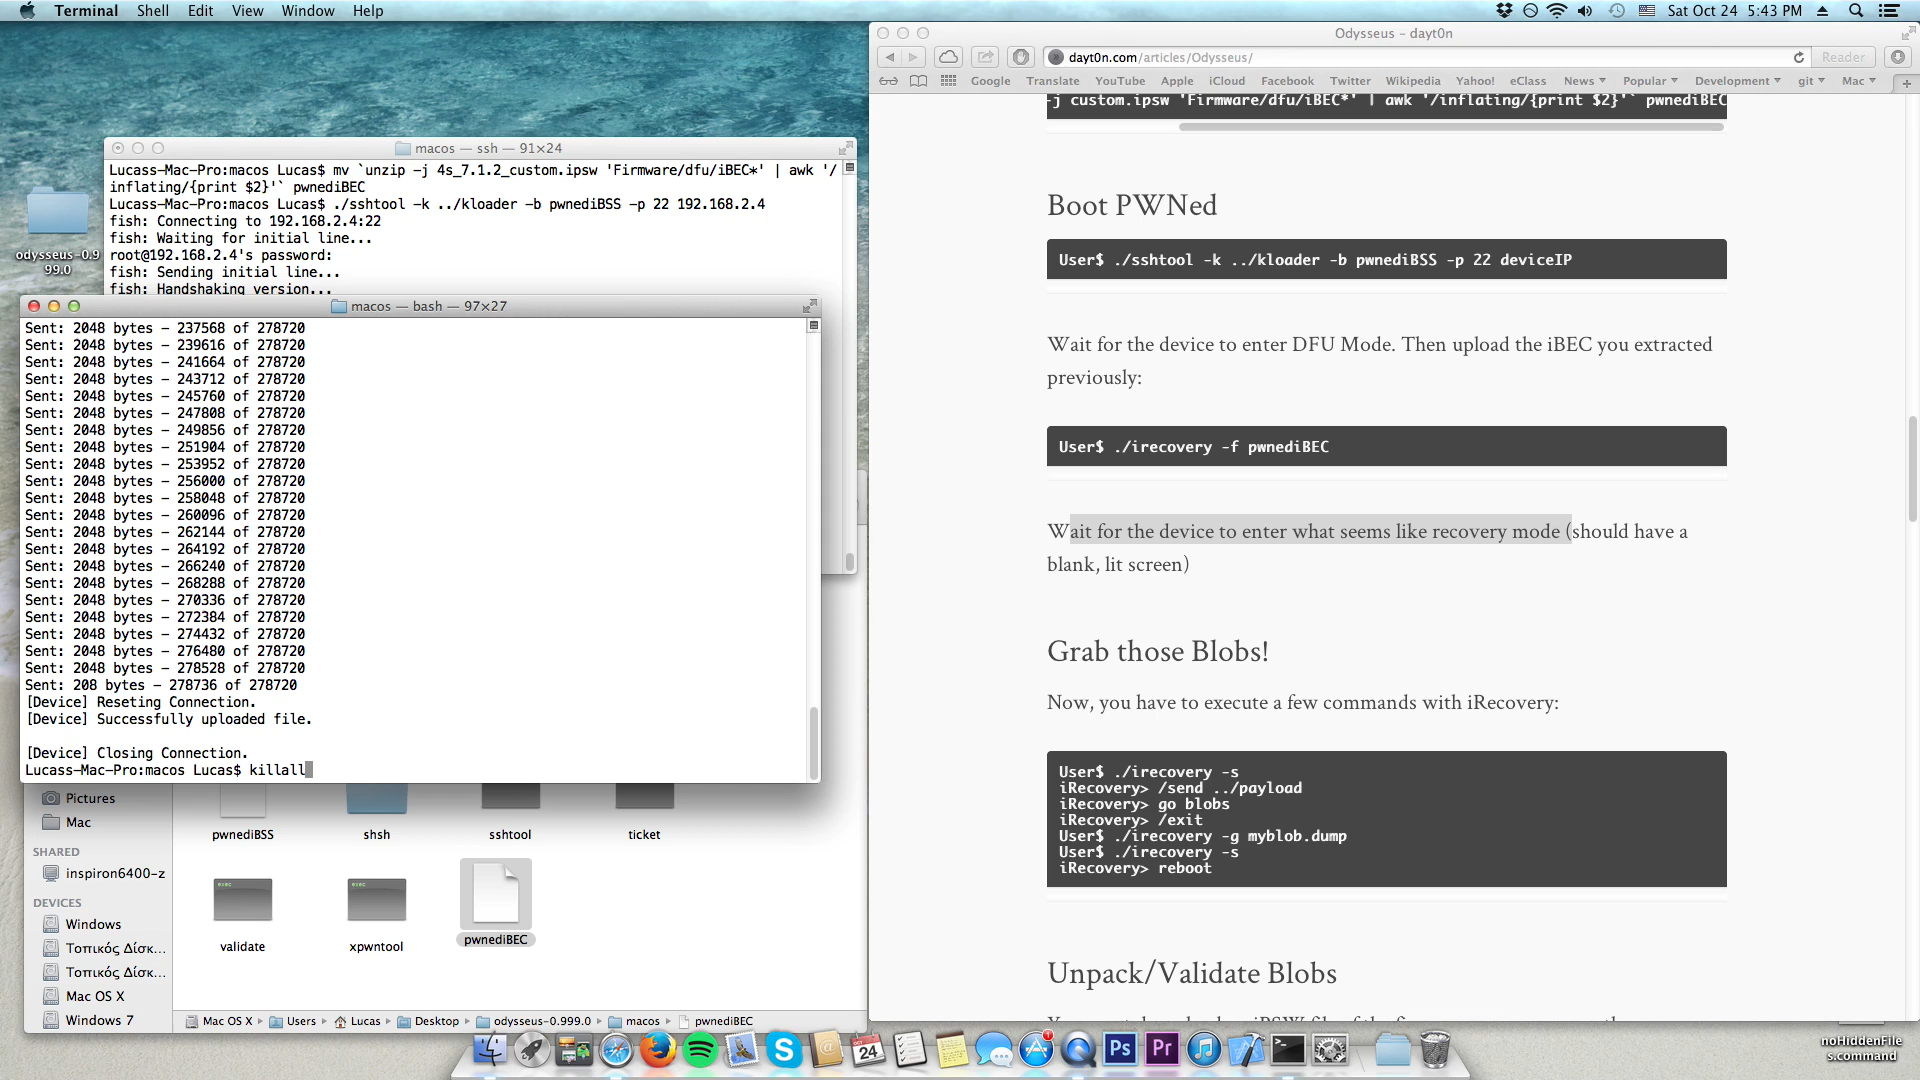 Terminal Shell Edit View Window Help
Sat Oct 24 5:43 PM
odysseus-0.9
99.0
macos — ssh — 91×24
Lucass-Mac-Pro:macos Lucas$ mv `unzip -j 4s_7.1.2_custom.ipsw 'Firmware/dfu/iBEC*' | awk '/
inflating/{print $2}'` pwnediBEC
Lucass-Mac-Pro:macos Lucas$ ./sshtool -k ../kloader -b pwnediBSS -p 22 192.168.2.4
fish: Connecting to 192.168.2.4:22
fish: Waiting for initial line...
root@192.168.2.4's password:
fish: Sending initial line...
fish: Handshaking version...
macos — bash — 97×27
Sent: 2048 bytes - 237568 of 278720
Sent: 2048 bytes - 239616 of 278720
Sent: 2048 bytes - 241664 of 278720
Sent: 2048 bytes - 243712 of 278720
Sent: 2048 bytes - 245760 of 278720
Sent: 2048 bytes - 247808 of 278720
Sent: 2048 bytes - 249856 of 278720
Sent: 2048 bytes - 251904 of 278720
Sent: 2048 bytes - 253952 of 278720
Sent: 2048 bytes - 256000 of 278720
Sent: 2048 bytes - 258048 of 278720
Sent: 2048 bytes - 260096 of 278720
Sent: 2048 bytes - 262144 of 278720
Sent: 2048 bytes - 264192 of 278720
Sent: 2048 bytes - 266240 of 278720
Sent: 2048 bytes - 268288 of 278720
Sent: 2048 bytes - 270336 of 278720
Sent: 2048 bytes - 272384 of 278720
Sent: 2048 bytes - 274432 of 278720
Sent: 2048 bytes - 276480 of 278720
Sent: 2048 bytes - 278528 of 278720
Sent: 208 bytes - 278736 of 278720
[Device] Reseting Connection.
[Device] Successfully uploaded file.
[Device] Closing Connection.
Lucass-Mac-Pro:macos Lucas$ killall
Pictures
Mac
SHARED
inspiron6400-z
DEVICES
Windows
Τοπικός Δίσκ...
Τοπικός Δίσκ...
Mac OS X
Windows 7
pwnediBSS
shsh
sshtool
ticket
exec
validate
exec
xpwntool
pwnediBEC
Mac OS X Users Lucas Desktop odysseus-0.999.0 macos pwnediBEC
Odysseus – dayt0n
dayt0n.com/articles/Odysseus/
Reader
Google Translate YouTube Apple iCloud Facebook Twitter Wikipedia Yahoo! eClass News Popular Development git Mac
-j custom.ipsw 'Firmware/dfu/iBEC*' | awk '/inflating/{print $2}'` pwnediBEC
Boot PWNed
User$ ./sshtool -k ../kloader -b pwnediBSS -p 22 deviceIP
Wait for the device to enter DFU Mode. Then upload the iBEC you extracted
previously:
User$ ./irecovery -f pwnediBEC
Wait for the device to enter what seems like recovery mode (should have a
blank, lit screen)
Grab those Blobs!
Now, you have to execute a few commands with iRecovery:
User$ ./irecovery -s
iRecovery> /send ../payload
iRecovery> go blobs
iRecovery> /exit
User$ ./irecovery -g myblob.dump
User$ ./irecovery -s
iRecovery> reboot
Unpack/Validate Blobs
OCT
24
1
Ps
Pr
noHiddenFile
s.command